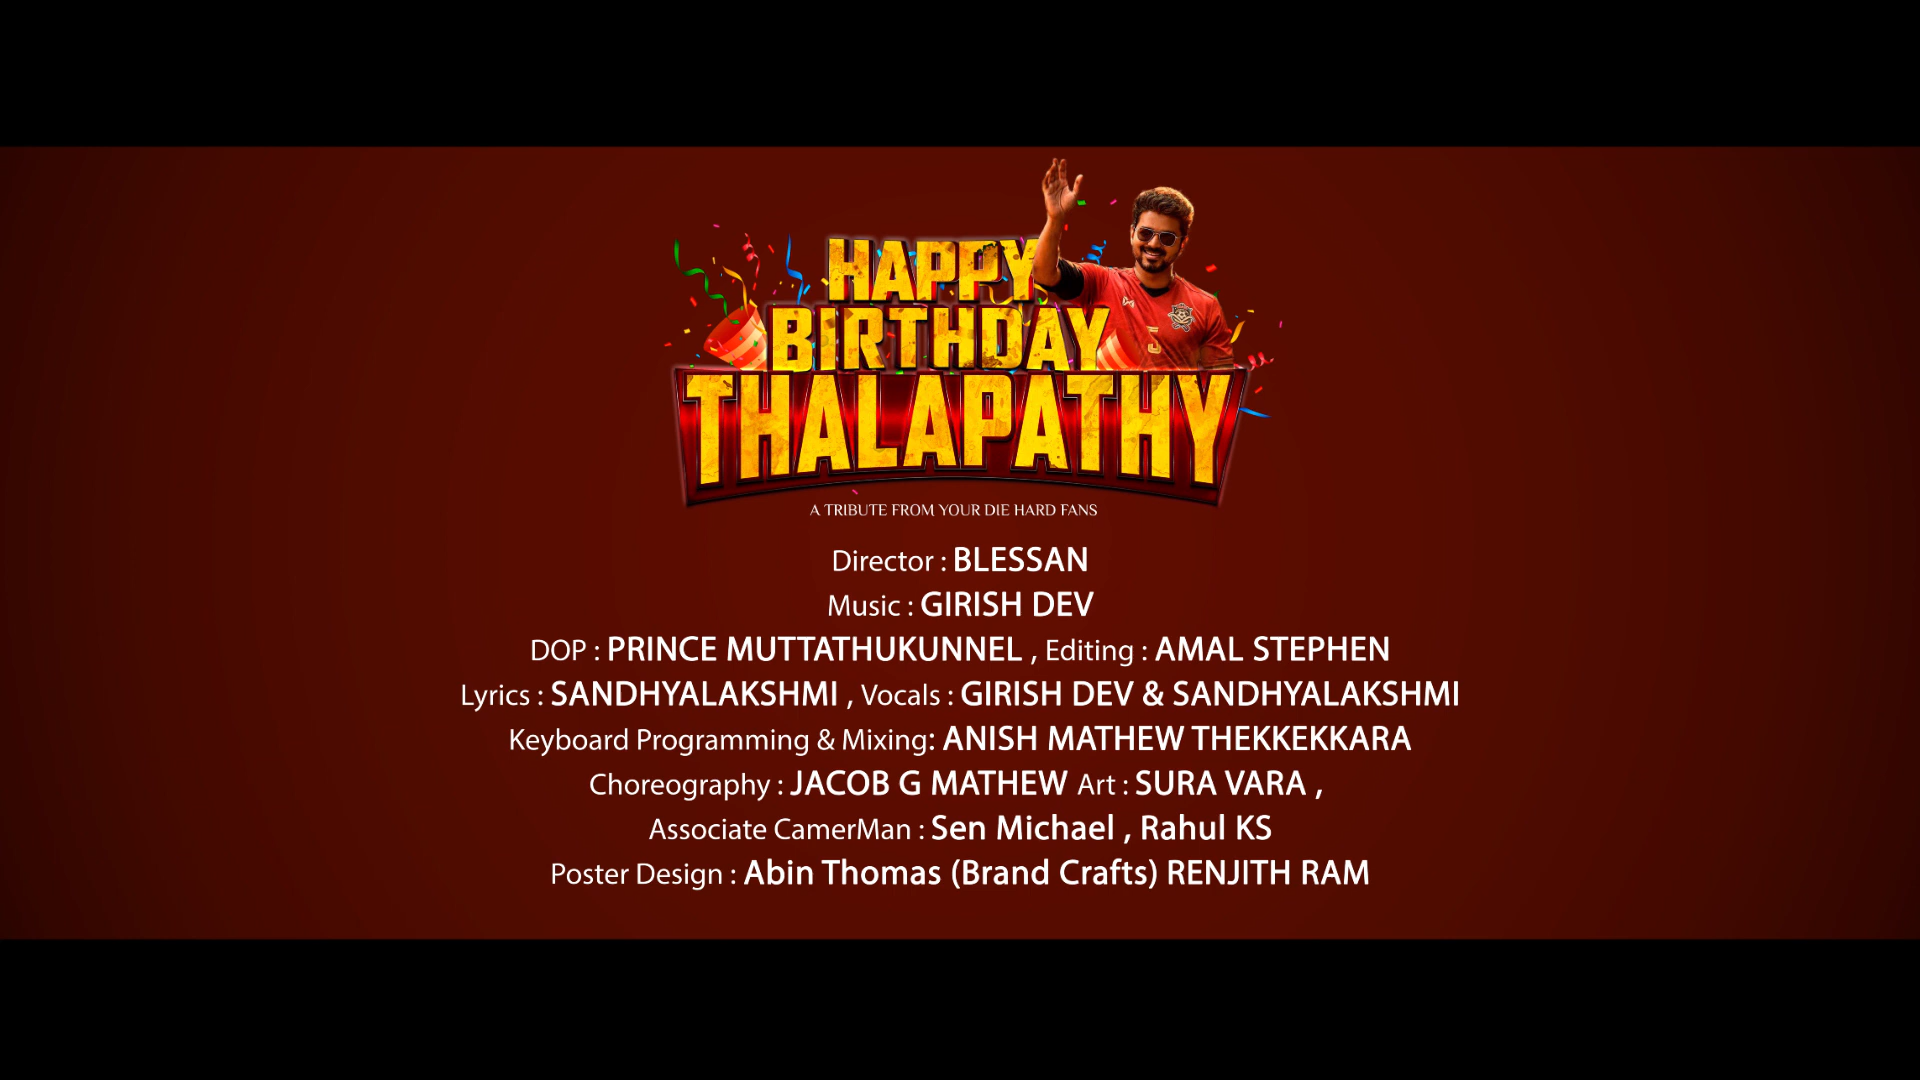 HAPPY
BIRTHDAY
THALAPATHY
A TRIBUTE FROM YOUR DIE HARD FANS
Director : BLESSAN
Music : GIRISH DEV
DOP : PRINCE MUTTATHUKUNNEL , Editing : AMAL STEPHEN
Lyrics : SANDHYALAKSHMI , Vocals : GIRISH DEV & SANDHYALAKSHMI
Keyboard Programming & Mixing: ANISH MATHEW THEKKEKKARA
Choreography : JACOB G MATHEW Art : SURA VARA ,
Associate CamerMan : Sen Michael , Rahul KS
Poster Design : Abin Thomas (Brand Crafts) RENJITH RAM
5